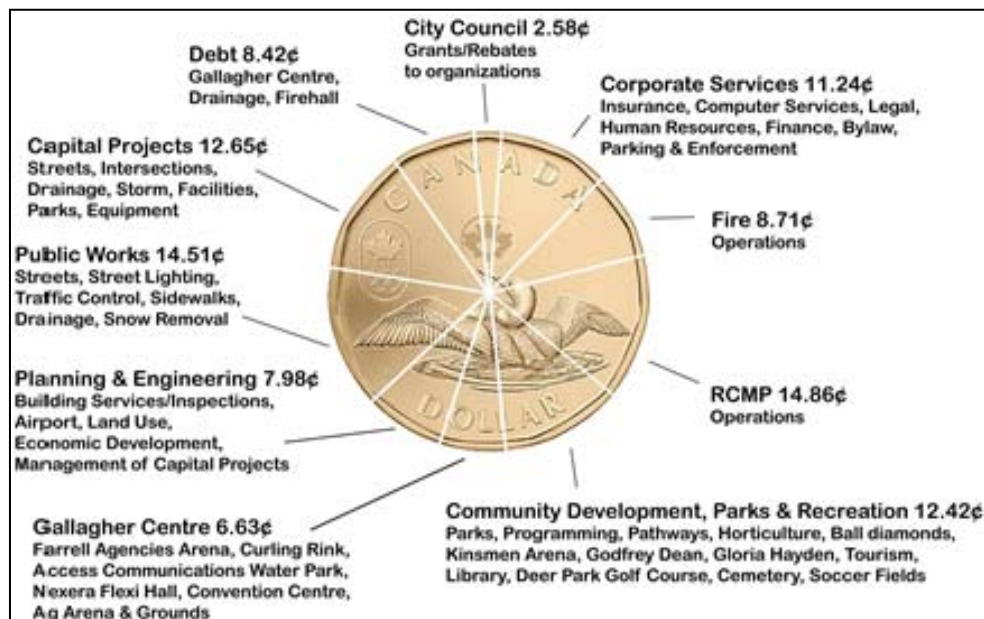 City Council 2.58¢
Grants/Rebates
to organizations
Debt 8.42¢
Gallagher Centre,
Drainage, Firehall
Corporate Services 11.24¢
Insurance, Computer Services, Legal,
Human Resources, Finance, Bylaw,
Parking & Enforcement
Capital Projects 12.65¢
Streets, Intersections,
Drainage, Storm, Facilities,
Parks, Equipment
Fire 8.71¢
Operations
Public Works 14.51¢
Streets, Street Lighting,
Traffic Control, Sidewalks,
Drainage, Snow Removal
Planning & Engineering 7.98¢
Building Services/Inspections,
Airport, Land Use,
Economic Development,
Management of Capital Projects
RCMP 14.86¢
Operations
Gallagher Centre 6.63¢
Farrell Agencies Arena, Curling Rink,
Access Communications Water Park,
Nexera Flexi Hall, Convention Centre,
Ag Arena & Grounds
Community Development, Parks & Recreation 12.42¢
Parks, Programming, Pathways, Horticulture, Ball diamonds,
Kinsmen Arena, Godfrey Dean, Gloria Hayden, Tourism,
Library, Deer Park Golf Course, Cemetery, Soccer Fields
CANADA
DOLLAR